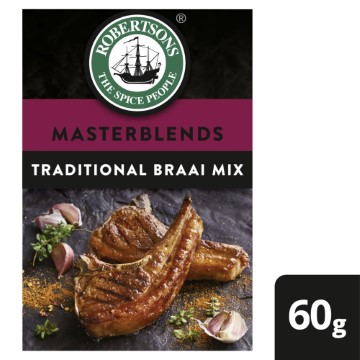 ROBERTSONS
®
THE SPICE PEOPLE
MASTERBLENDS
TRADITIONAL BRAAI MIX
60g